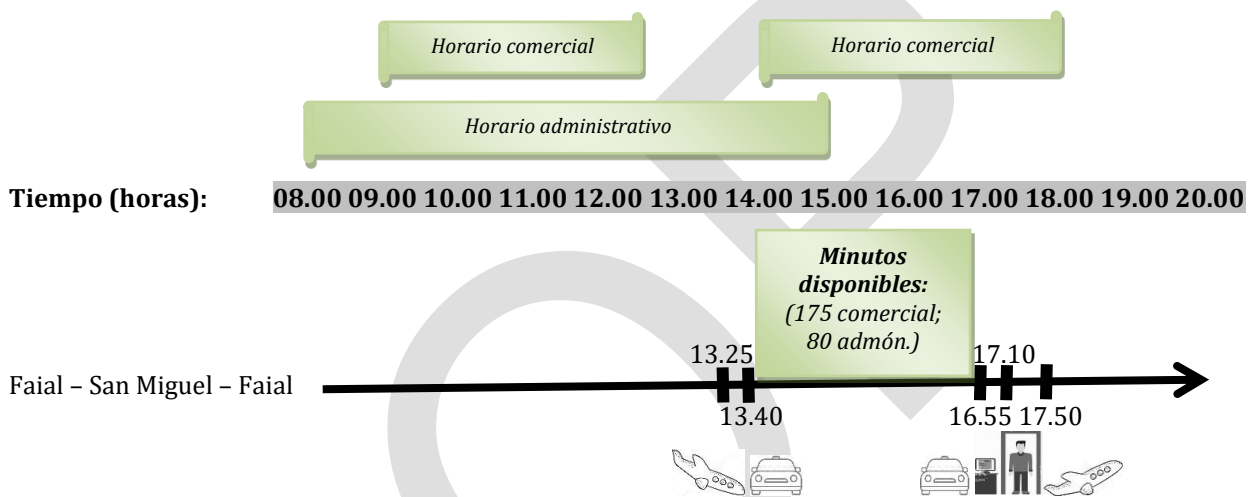 Horario comercial
Horario comercial
Horario administrativo
Tiempo (horas): 08.00 09.00 10.00 11.00 12.00 13.00 14.00 15.00 16.00 17.00 18.00 19.00 20.00
Minutos
disponibles:
(175 comercial;
80 admón.)
13.25 17.10
Faial – San Miguel – Faial
13.40 16.55 17.50